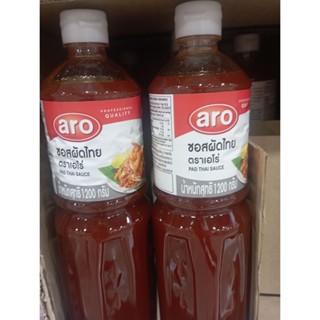 aro
PROFESSIONAL
QUALITY
ซอสผัดไทย
ตราเอโร่
PAD THAI SAUCE
น้ำหนักสุทธิ 1200 กรัม
aro
ซอสผัดไทย
ตราเอโร่
PAD THAI SAUCE
น้ำหนักสุทธิ 1200 กรัม